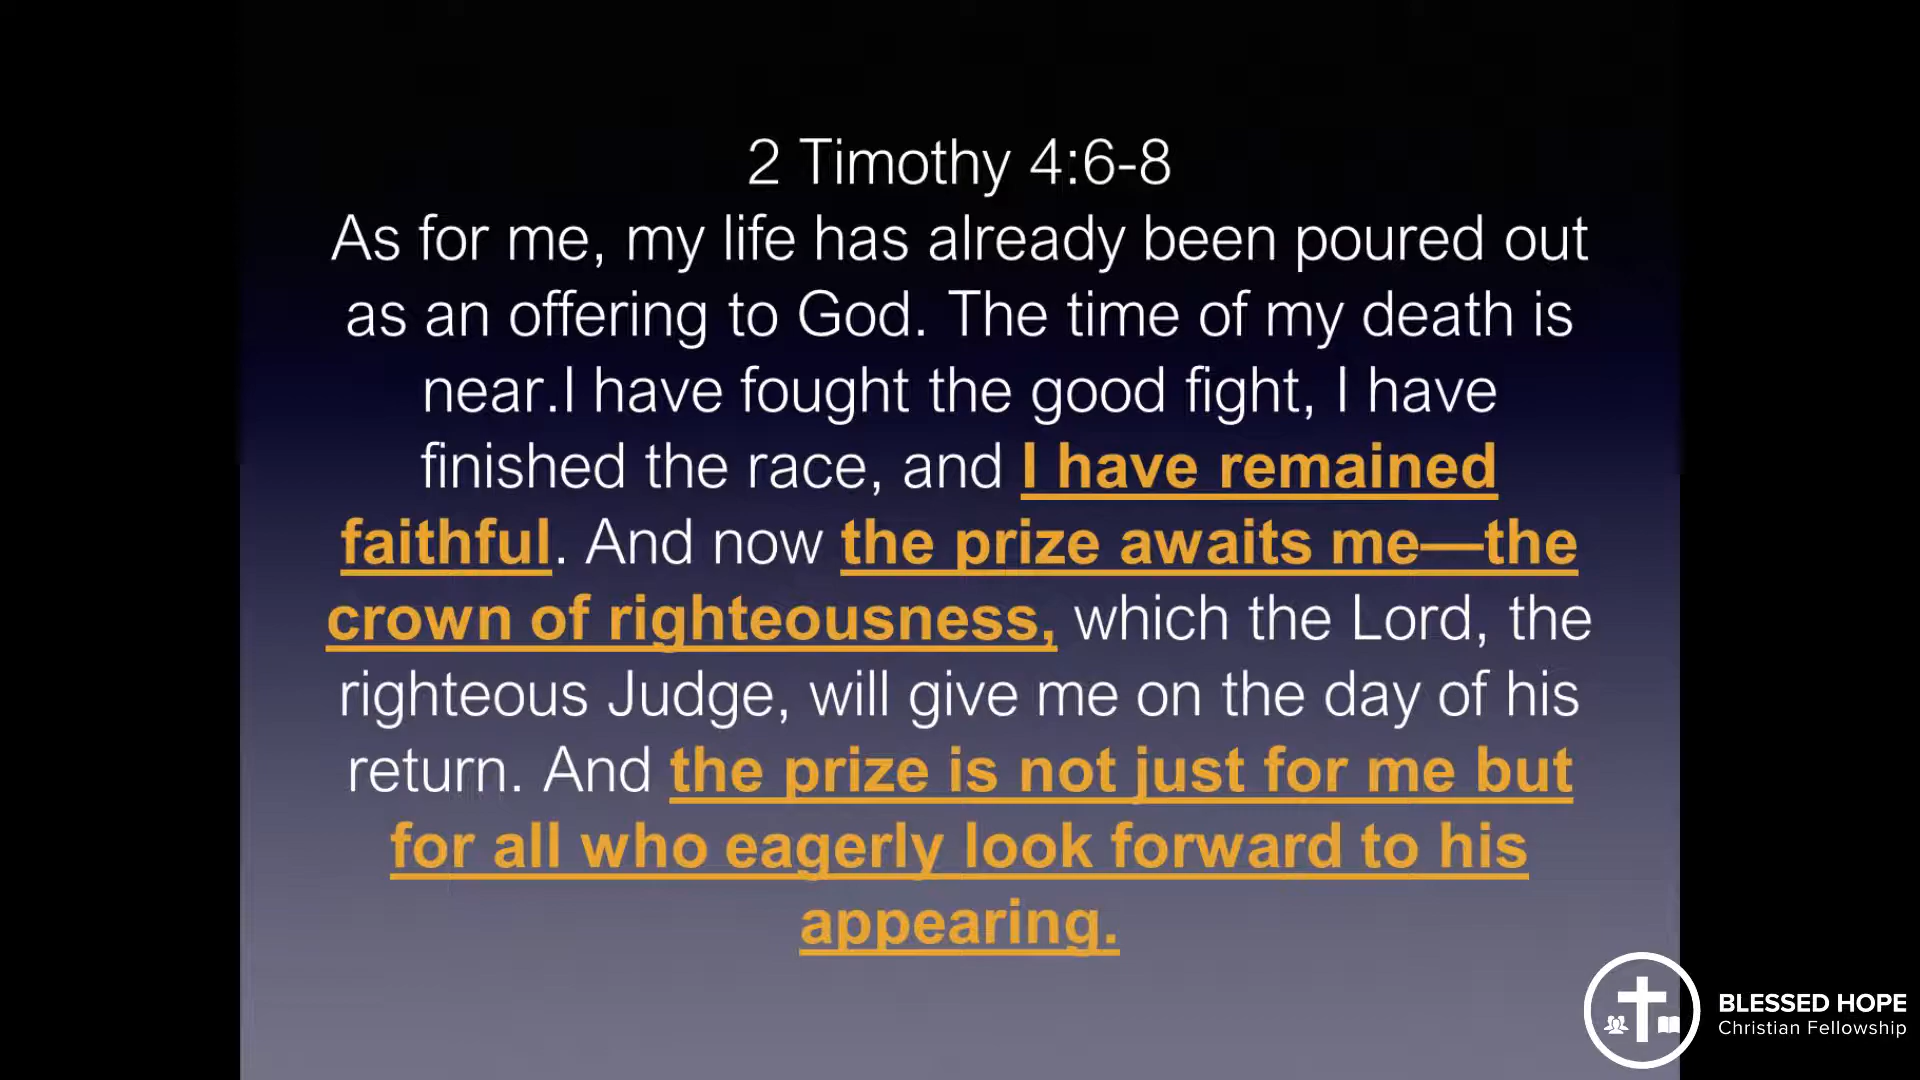 2 Timothy 4:6-8
As for me, my life has already been poured out
as an offering to God. The time of my death is
near.I have fought the good fight, I have
finished the race, and I have remained
faithful. And now the prize awaits me—the
crown of righteousness, which the Lord, the
righteous Judge, will give me on the day of his
return. And the prize is not just for me but
for all who eagerly look forward to his
appearing.
BLESSED HOPE
Christian Fellowship